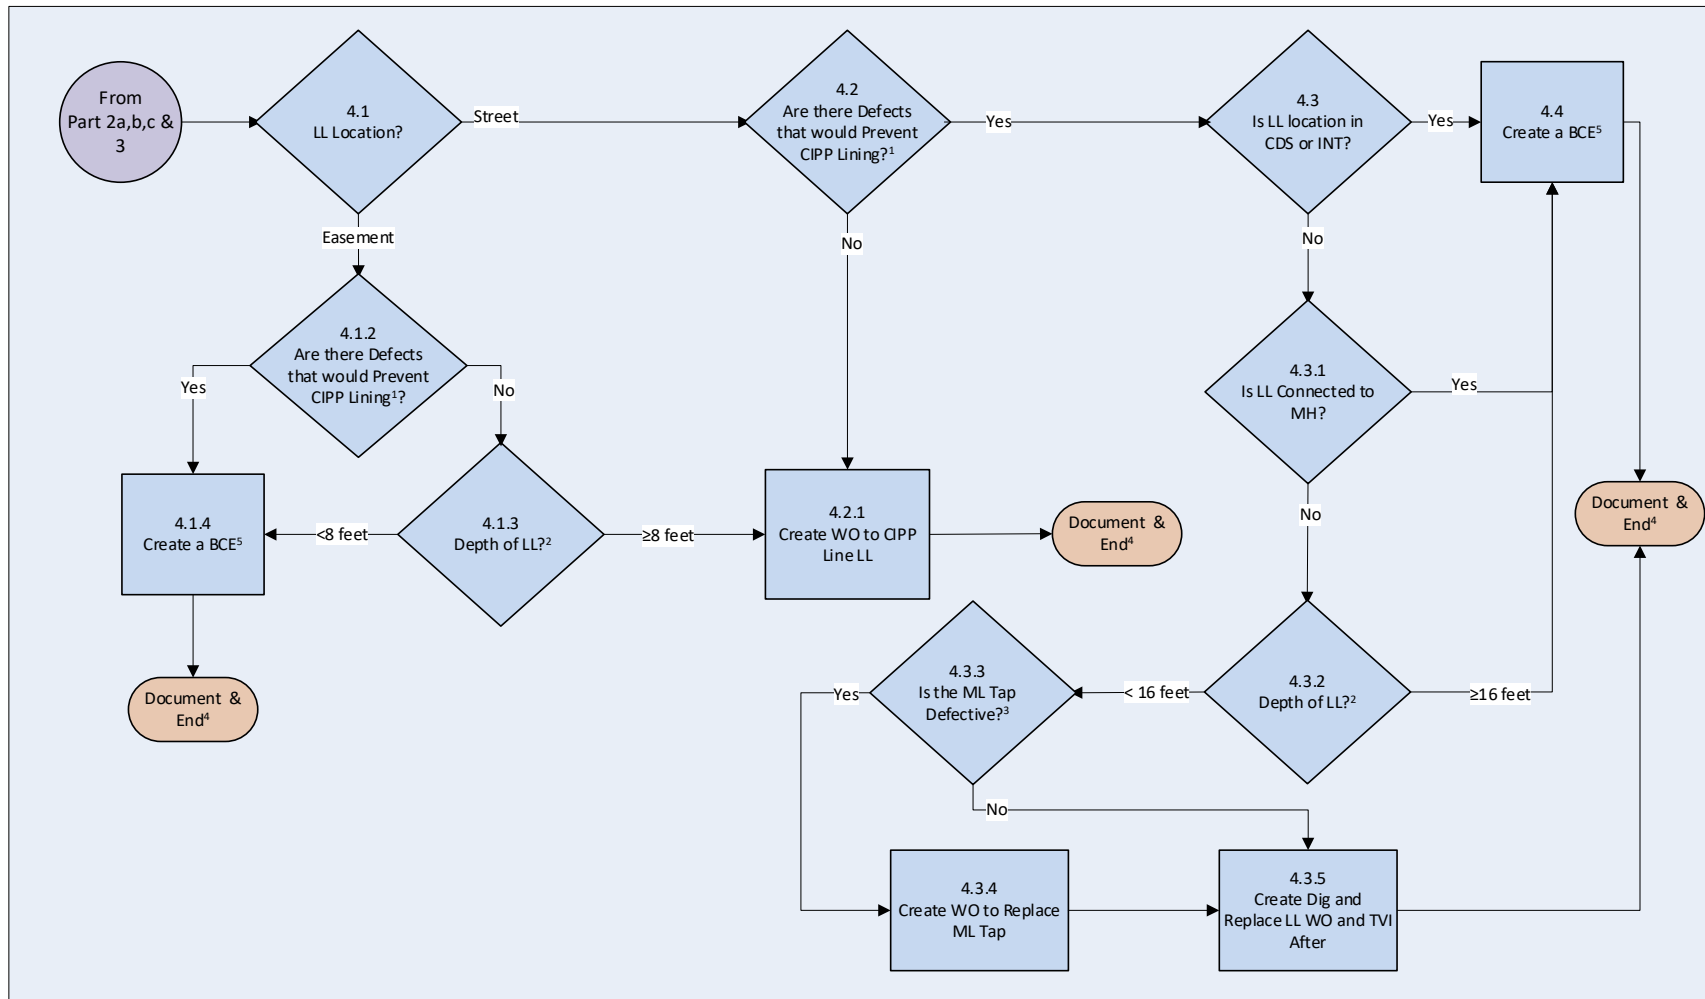 From
Part 2a,b,c &
3
4.1
LL Location?
Street
4.2
Are there Defects
that would Prevent
CIPP Lining?¹
Yes
4.3
Is LL location in
CDS or INT?
Yes
4.4
Create a BCE⁵
Easement
No
No
4.1.2
Are there Defects
that would Prevent
CIPP Lining¹?
Yes
No
4.3.1
Is LL Connected to
MH?
Yes
4.1.4
Create a BCE⁵
<8 feet
4.1.3
Depth of LL?²
≥8 feet
4.2.1
Create WO to CIPP
Line LL
Document &
End⁴
No
Document &
End⁴
Document &
End⁴
4.3.3
Is the ML Tap
Defective?³
Yes
< 16 feet
4.3.2
Depth of LL?²
≥16 feet
No
4.3.4
Create WO to Replace
ML Tap
4.3.5
Create Dig and
Replace LL WO and TVI
After